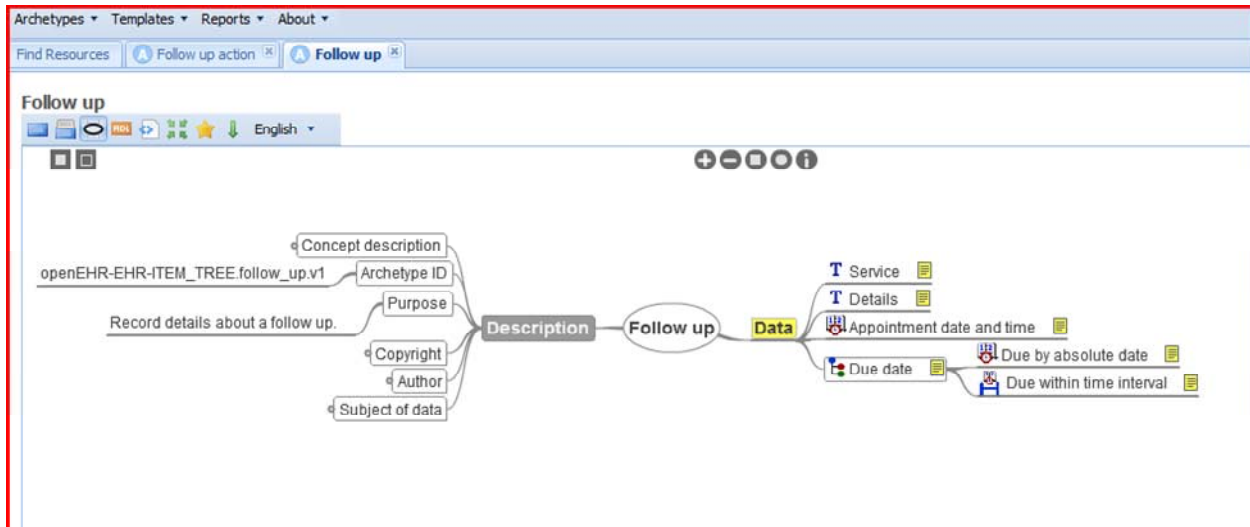 Archetypes Templates Reports About
Find Resources Follow up action Follow up
Follow up
ADL English
Concept description
openEHR-EHR-ITEM_TREE.follow_up.v1 Archetype ID
Purpose
Record details about a follow up.
Copyright
Author
Subject of data
Description Follow up Data
T Service
T Details
Appointment date and time
Due date
Due by absolute date
Due within time interval